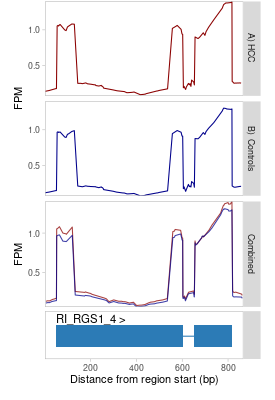 1.0
0.5
A) HCC
FPM
1.0
0.5
B) Controls
1.0
0.5
Combined
FPM
RI_RGS1_4 >
200 400 600 800
Distance from region start (bp)